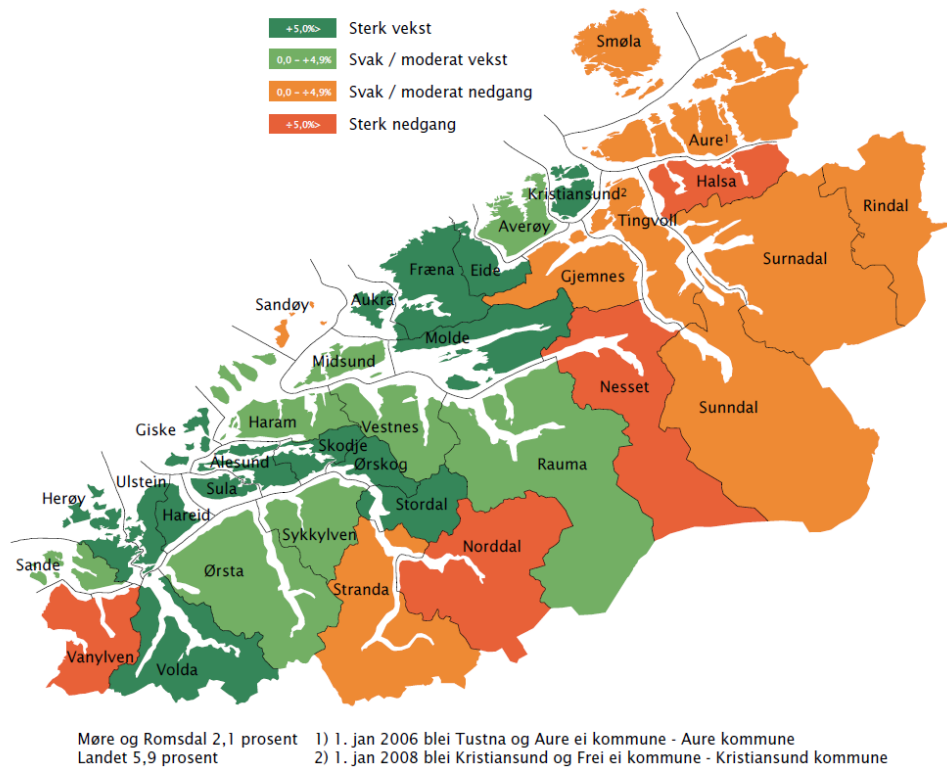 +5,0%> Sterk vekst
0,0 – +4,9% Svak / moderat vekst
0,0 – +4,9% Svak / moderat nedgang
+5,0%> Sterk nedgang
Smøla
Aure1
Halsa
Kristiansund2
Rindal
Averøy
Tingvoll
Surnadal
Fræna
Eide
Gjemnes
Aukra
Sandøy
Molde
Midsund
Nesset
Sunndal
Giske
Haram
Vestnes
Skodje
Ålesund
Ørskog
Rauma
Ulstein
Sula
Herøy
Hareid
Stordal
Sykkylven
Norddal
Sande
Ørsta
Stranda
Vanylven
Volda
Møre og Romsdal 2,1 prosent 1) 1. jan 2006 blei Tustna og Aure ei kommune - Aure kommune
Landet 5,9 prosent 2) 1. jan 2008 blei Kristiansund og Frei ei kommune - Kristiansund kommune